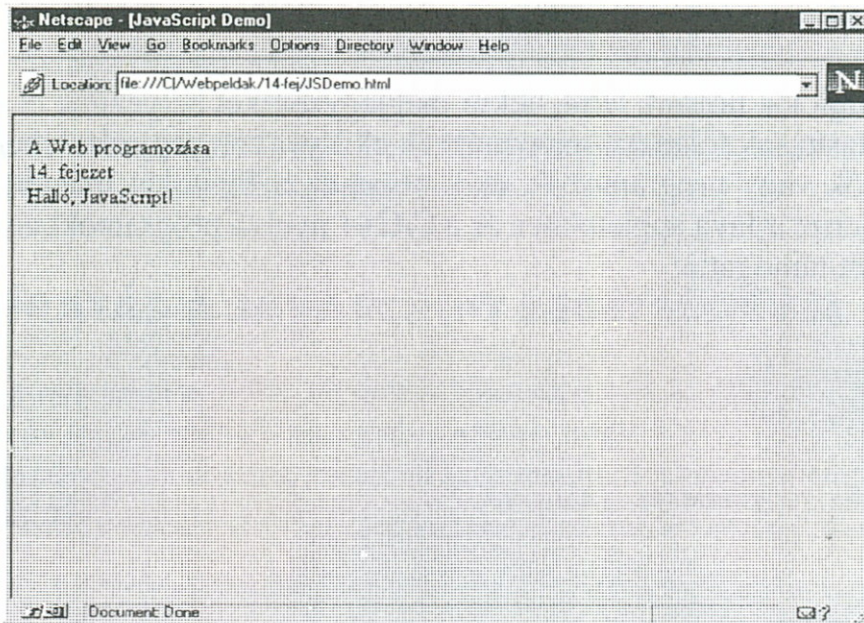 Netscape - [JavaScript Demo]
File Edit View Go Bookmarks Options Directory Window Help
Location: file:///C|/Webpeldak/14-fej/JSDemo.html
N
A Web programozása
14. fejezet
Halló, JavaScript!
Document: Done
?